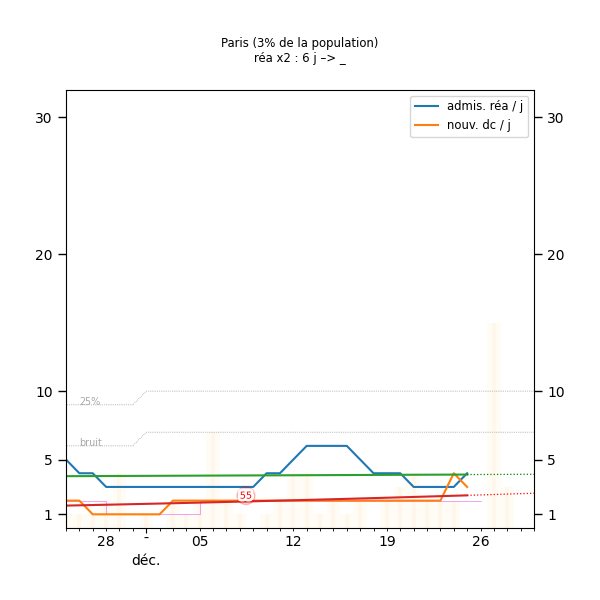 Paris (3% de la population)
réa x2 : 6 j –> _
admis. réa / j
nouv. dc / j
30 30
20 20
10 10
25%
bruit
5 5
55
1 1
28 - 05 12 19 26
déc.